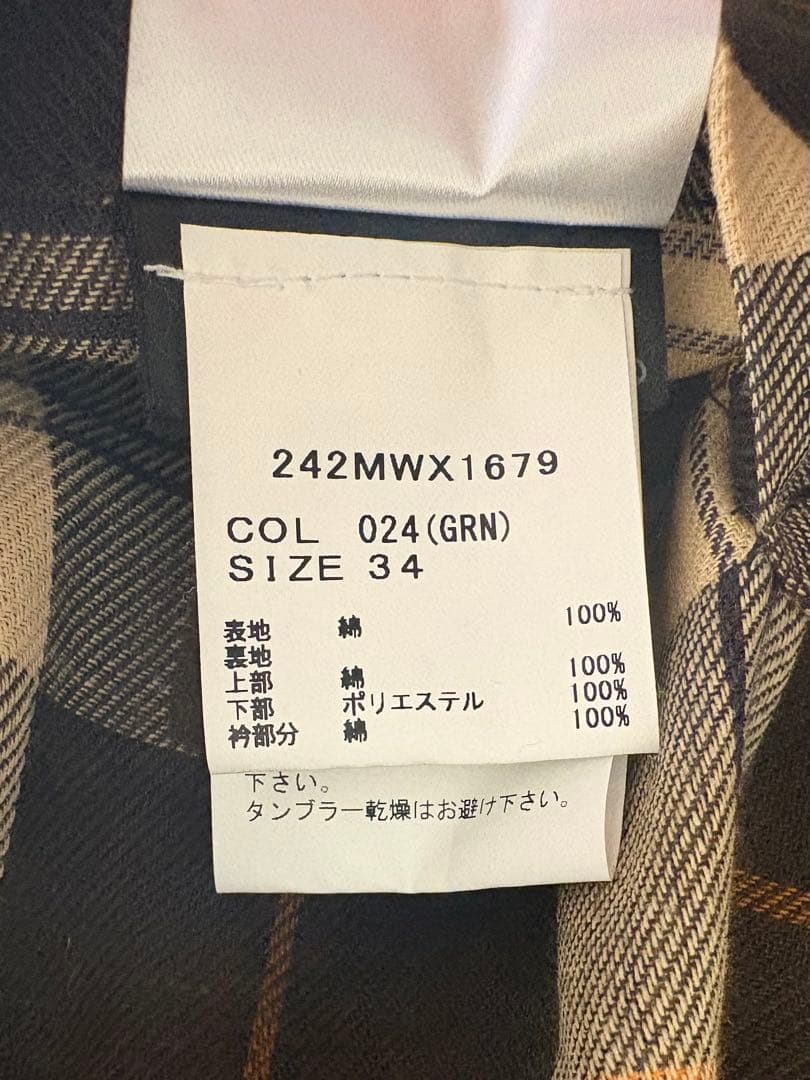 242MWX1679
COL 024(GRN)
SIZE 34
表地 綿 100%
裏地
上部 綿 100%
下部 ポリエステル 100%
衿部分 綿 100%
下さい。
タンブラー乾燥はお避け下さい。